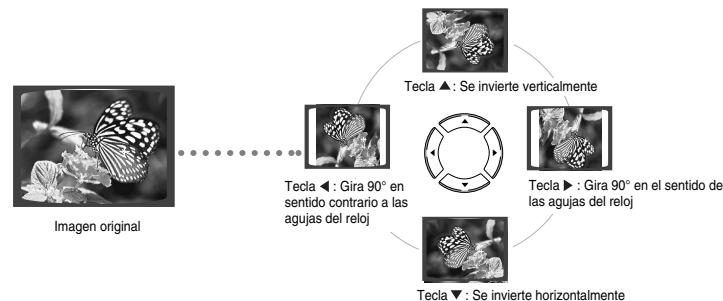 Tecla ▲ : Se invierte verticalmente
Imagen original
Tecla ◀ : Gira 90° en
sentido contrario a las
agujas del reloj
Tecla ▶ : Gira 90° en el sentido de
las agujas del reloj
Tecla ▼ : Se invierte horizontalmente